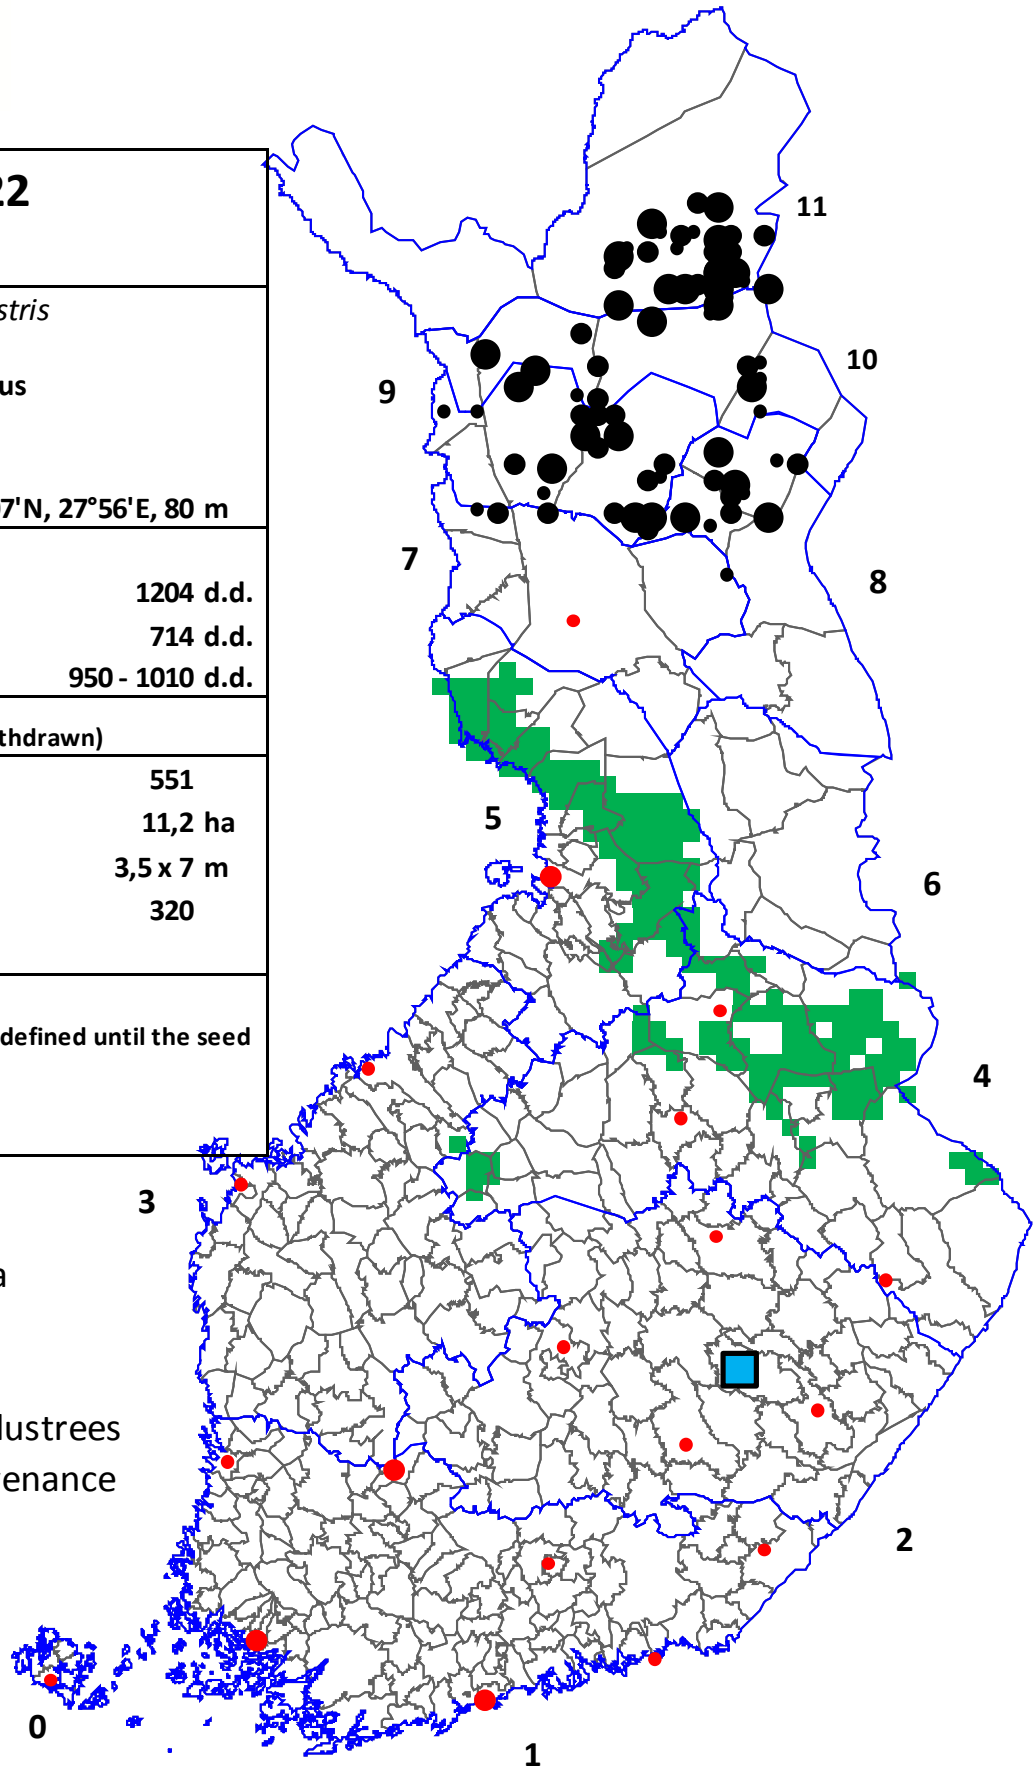 22
stris
us
7'N, 27°56'E, 80 m
1204 d.d.
714 d.d.
950 - 1010 d.d.
thdrawn)
551
11,2 ha
3,5 x 7 m
320
defined until the seed
a
lustrees
enance
11
10
9
8
7
6
5
4
3
2
1
0